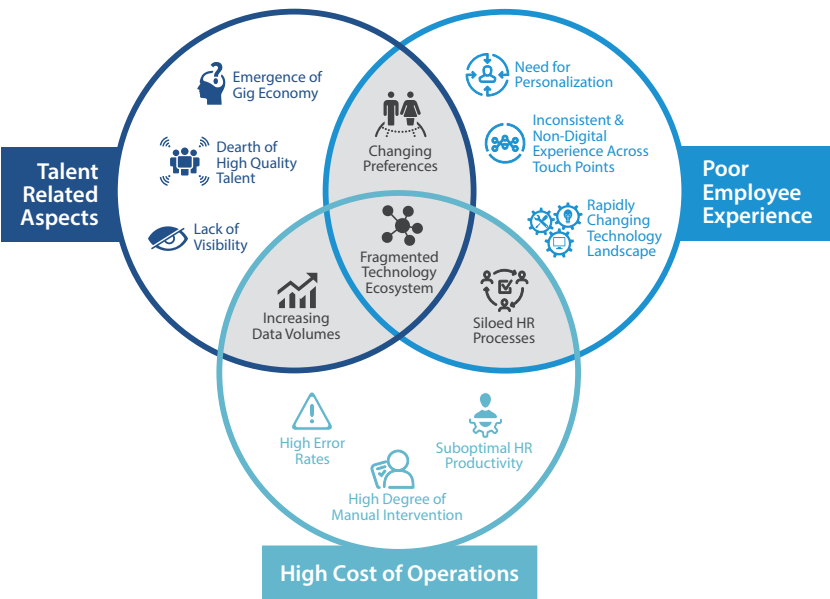 Talent
Related
Aspects
Emergence of
Gig Economy
Dearth of
High Quality
Talent
Lack of
Visibility
Changing
Preferences
Fragmented
Technology
Ecosystem
Increasing
Data Volumes
Siloed HR
Processes
Need for
Personalization
Inconsistent &
Non-Digital
Experience Across
Touch Points
Rapidly
Changing
Technology
Landscape
Poor
Employee
Experience
High Error
Rates
High Degree of
Manual Intervention
Suboptimal HR
Productivity
High Cost of Operations